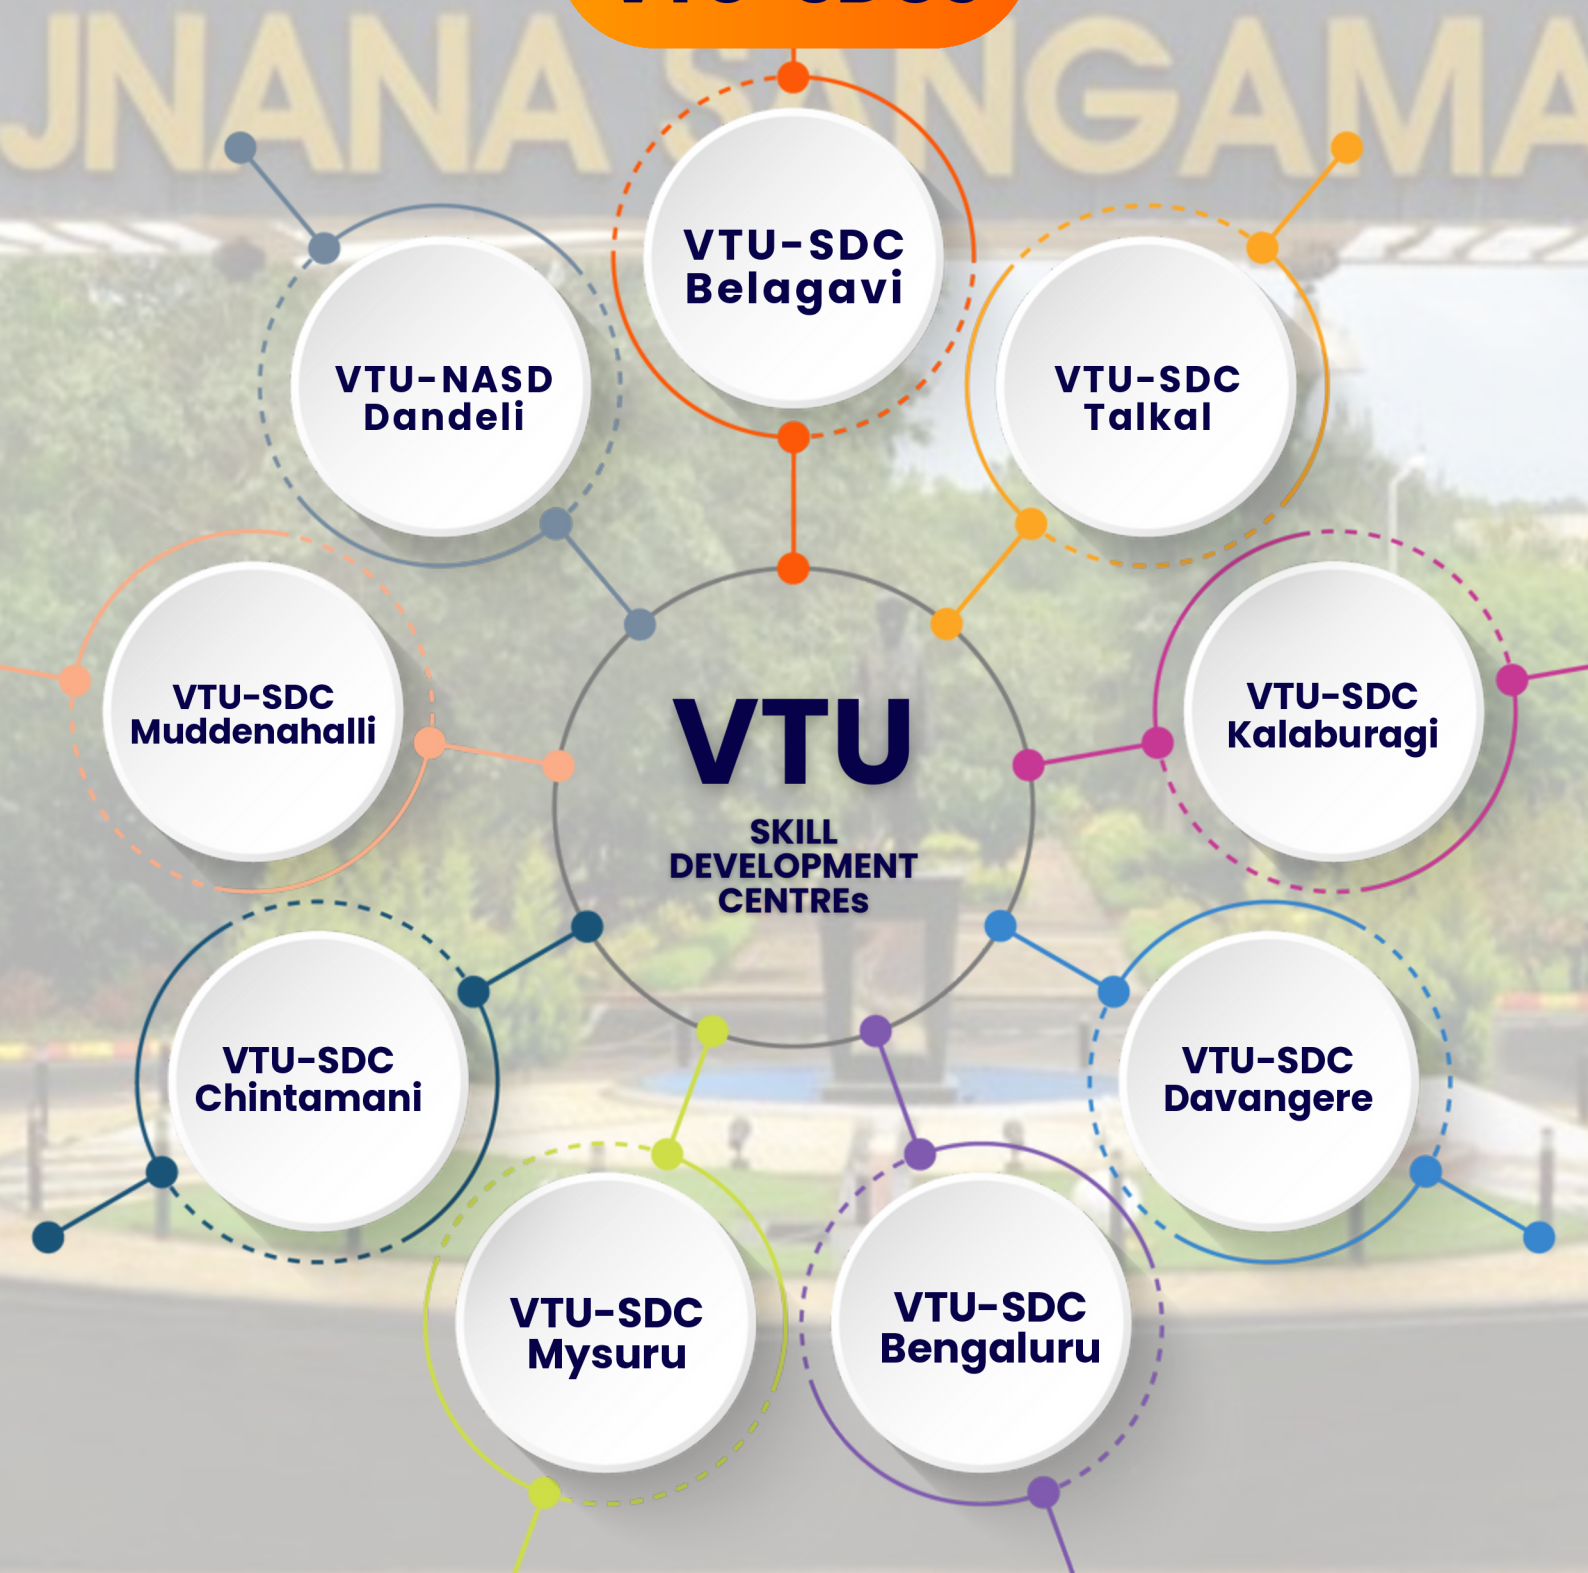 JNANA SANGAMA
VTU-SDC
Belagavi
VTU-NASD
Dandeli
VTU-SDC
Talkal
VTU-SDC
Muddenahalli
VTU-SDC
Kalaburagi
VTU
SKILL
DEVELOPMENT
CENTREs
VTU-SDC
Chintamani
VTU-SDC
Davangere
VTU-SDC
Mysuru
VTU-SDC
Bengaluru